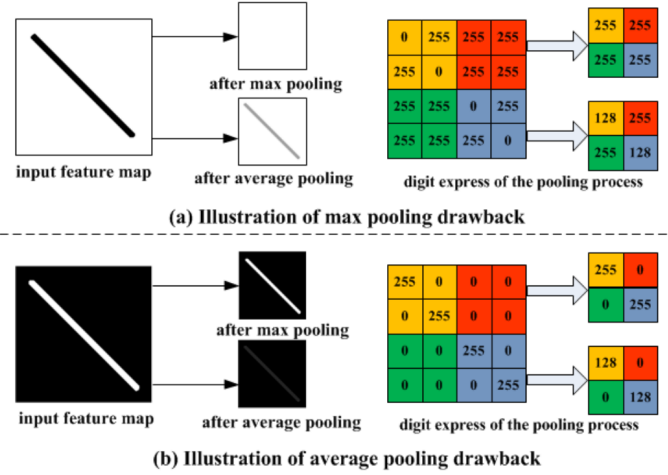 0 255 255 255
255 0 255 255
255 255 0 255
255 255 255 0
255 255
255 255
after max pooling
128 255
255 128
input feature map
after average pooling
digit express of the pooling process
(a) Illustration of max pooling drawback
255 0 0 0
0 255 0 0
0 0 255 0
0 0 0 255
255 0
0 255
after max pooling
128 0
0 128
input feature map
after average pooling
digit express of the pooling process
(b) Illustration of average pooling drawback